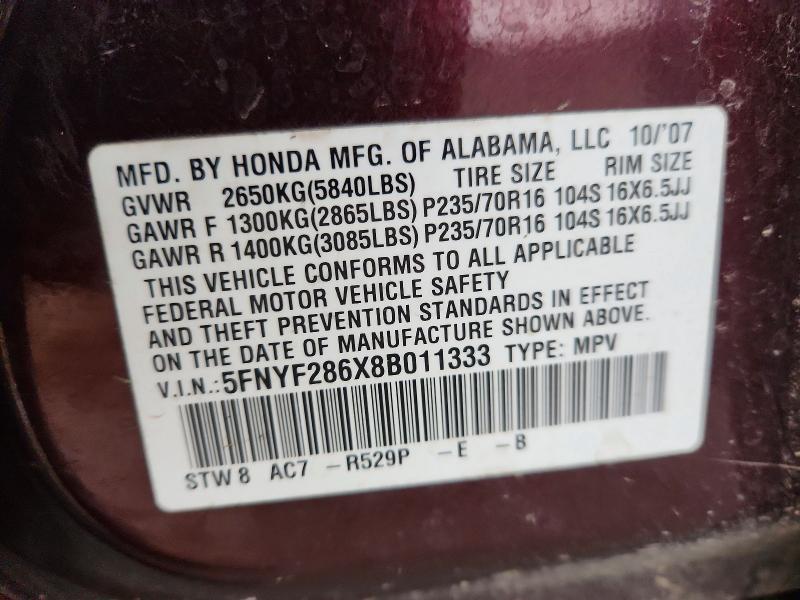 MFD. BY HONDA MFG. OF ALABAMA, LLC 10/'07
GVWR 2650KG(5840LBS) TIRE SIZE RIM SIZE
GAWR F 1300KG(2865LBS) P235/70R16 104S 16X6.5JJ
GAWR R 1400KG(3085LBS) P235/70R16 104S 16X6.5JJ
THIS VEHICLE CONFORMS TO ALL APPLICABLE
FEDERAL MOTOR VEHICLE SAFETY
AND THEFT PREVENTION STANDARDS IN EFFECT
ON THE DATE OF MANUFACTURE SHOWN ABOVE.
V.I.N.: 5FNYF286X8B011333 TYPE: MPV
STW 8 AC7 -R529P -E -B